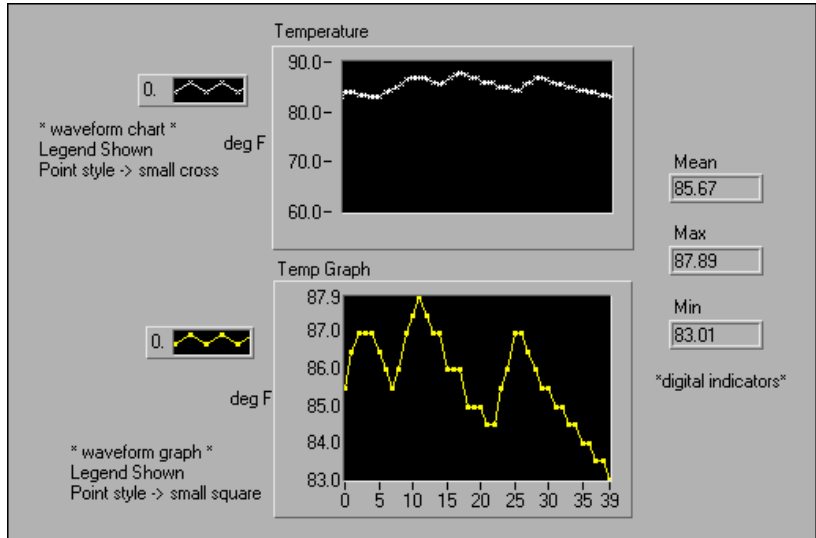 Temperature
90.0
80.0
70.0
60.0
0.
* waveform chart *
Legend Shown
Point style -> small cross
deg F
Mean
85.67
Max
87.89
Min
83.01
*digital indicators*
Temp Graph
87.9
87.0
86.0
85.0
84.0
83.0
0 5 10 15 20 25 30 35 39
0.
deg F
* waveform graph *
Legend Shown
Point style -> small square